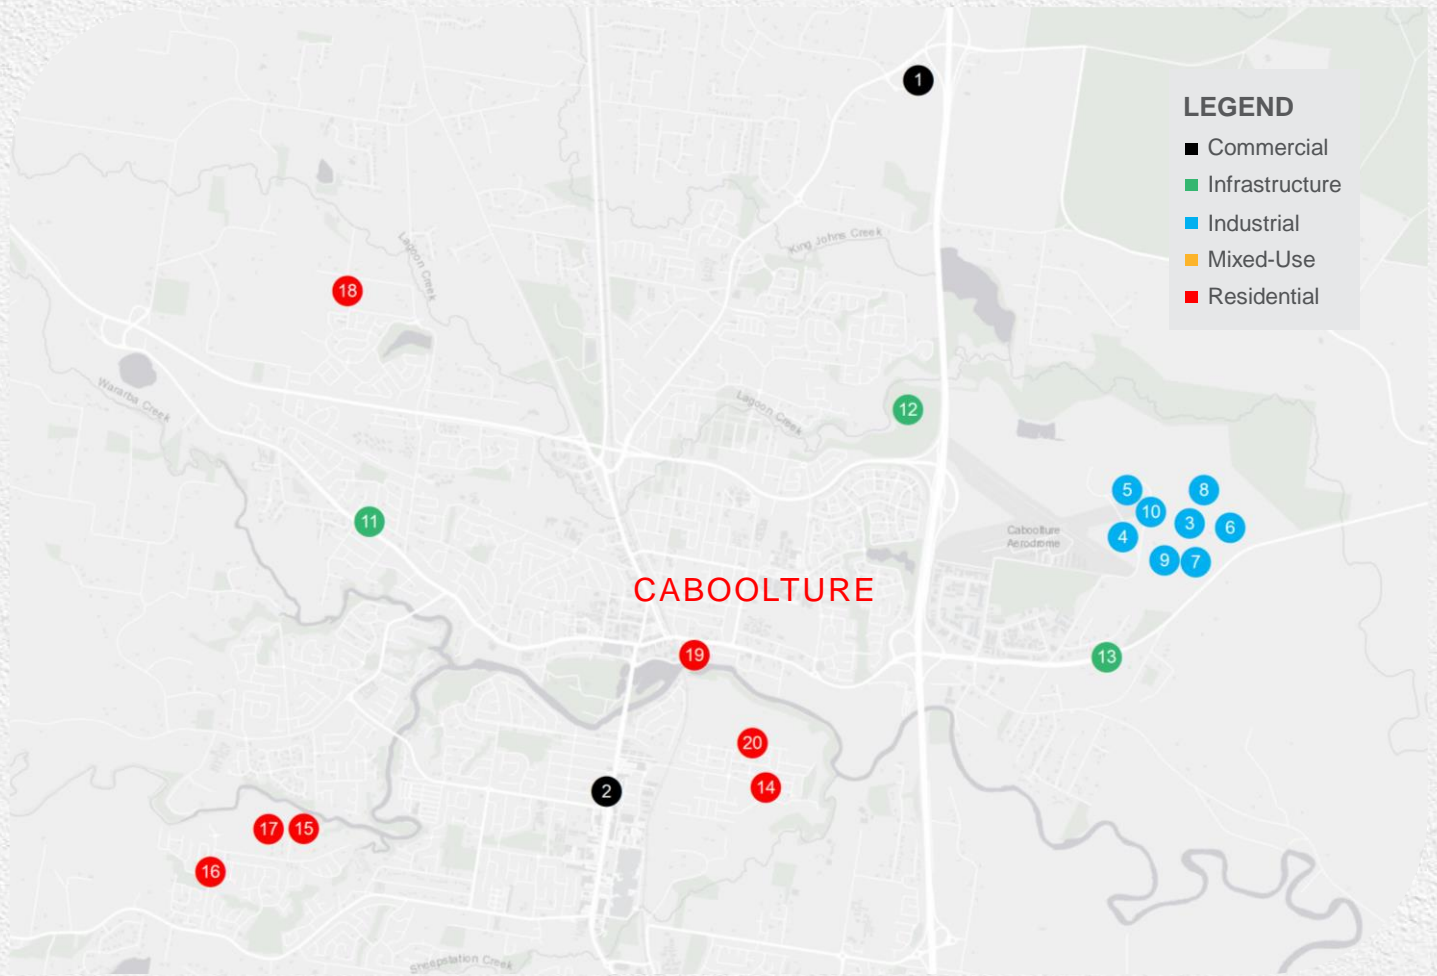 1
LEGEND
Commercial
Infrastructure
Industrial
Mixed-Use
Residential
King Johns Creek
Lagoon Creek
18
Wararba Creek
Lagoon Creek
12
5
8
10
3
6
4
9
7
Caboolture
Aerodrome
11
CABOOLTURE
19
13
20
14
2
17
15
16
Sheepstation Creek